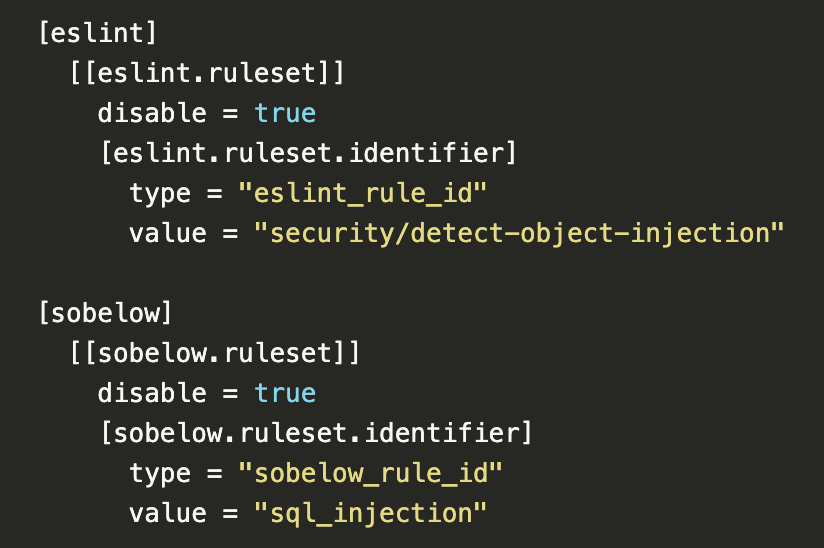 [eslint]
  [[eslint.ruleset]]
    disable = true
    [eslint.ruleset.identifier]
      type = "eslint_rule_id"
      value = "security/detect-object-injection"

[sobelow]
  [[sobelow.ruleset]]
    disable = true
    [sobelow.ruleset.identifier]
      type = "sobelow_rule_id"
      value = "sql_injection"